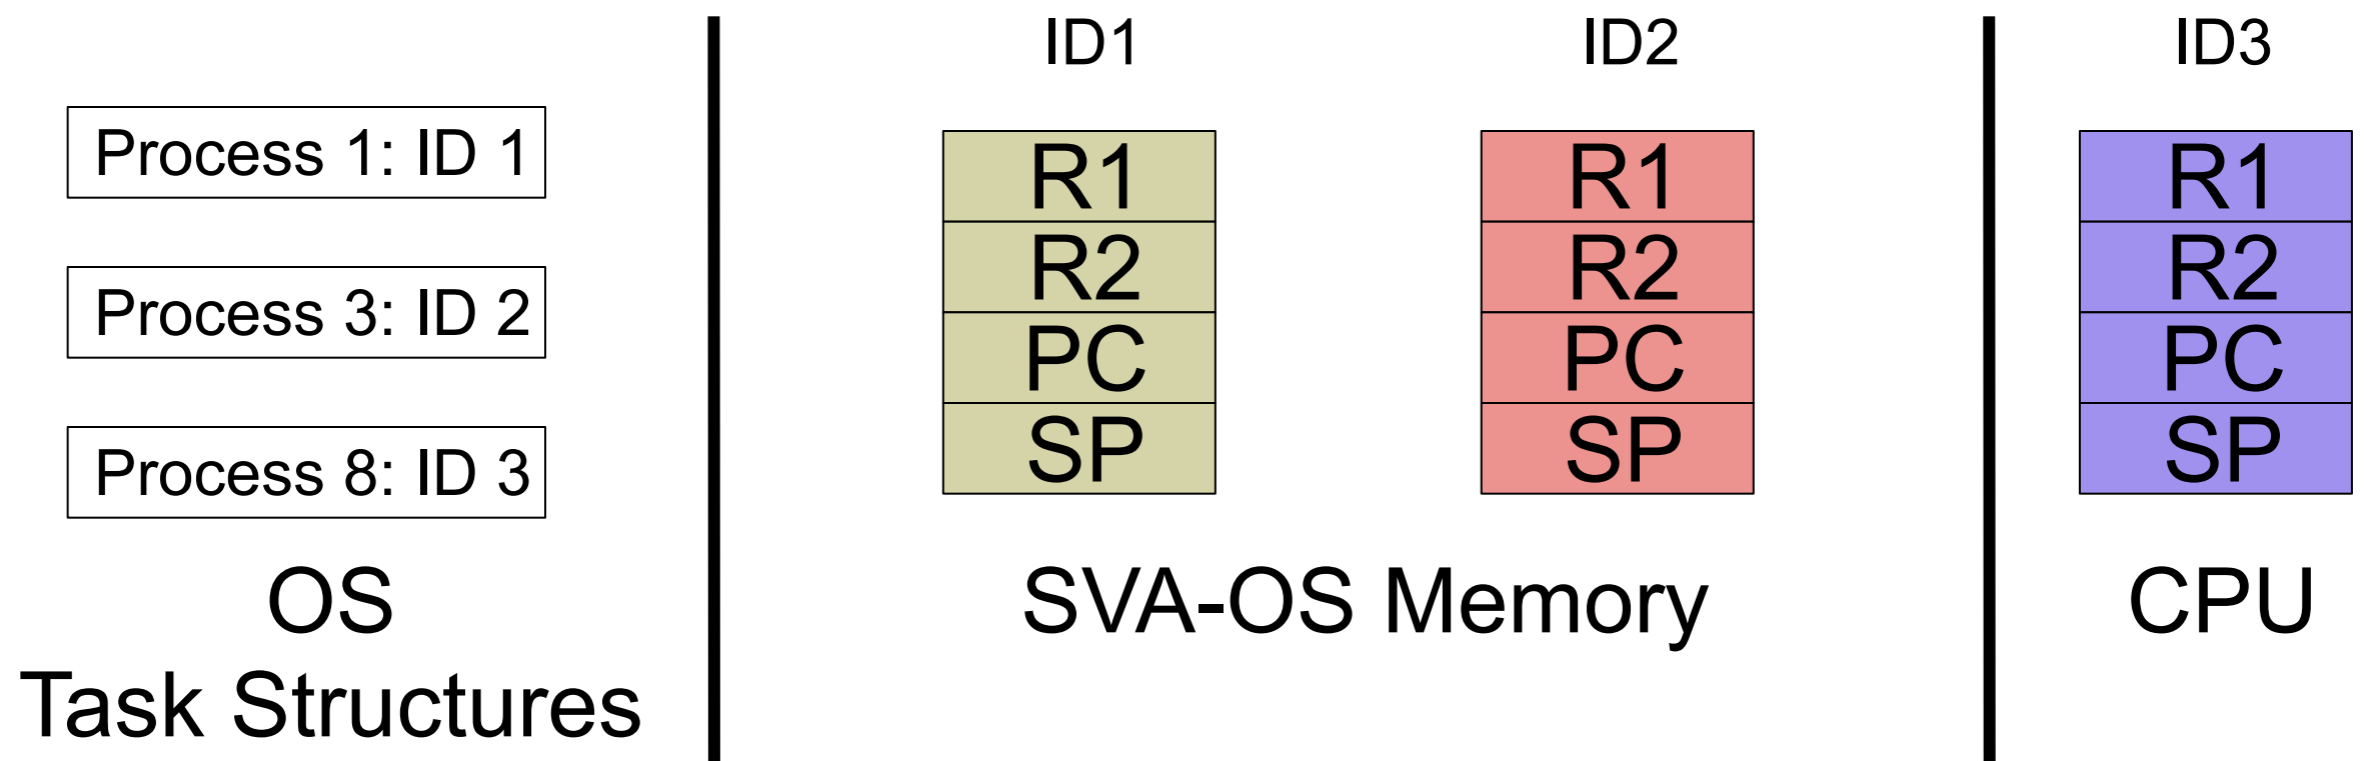 Process 1: ID 1
Process 3: ID 2
Process 8: ID 3
OS
Task Structures
ID1
R1
R2
PC
SP
ID2
R1
R2
PC
SP
SVA-OS Memory
ID3
R1
R2
PC
SP
CPU